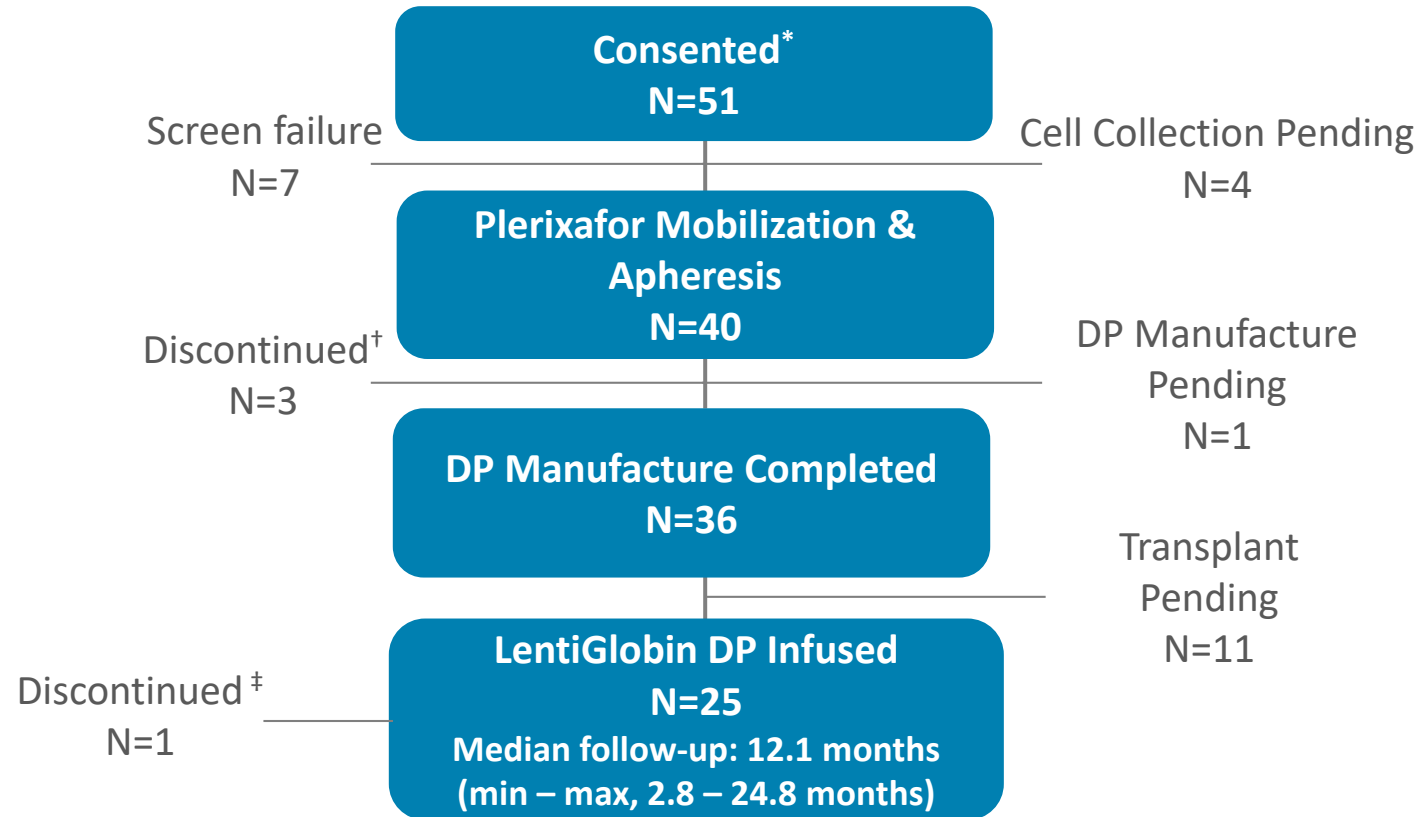 Consented*
N=51
Screen failure
N=7
Cell Collection Pending
N=4
Plerixafor Mobilization &
Apheresis
N=40
Discontinued†
N=3
DP Manufacture
Pending
N=1
DP Manufacture Completed
N=36
Transplant
Pending
N=11
LentiGlobin DP Infused
N=25
Median follow-up: 12.1 months
(min – max, 2.8 – 24.8 months)
Discontinued ‡
N=1